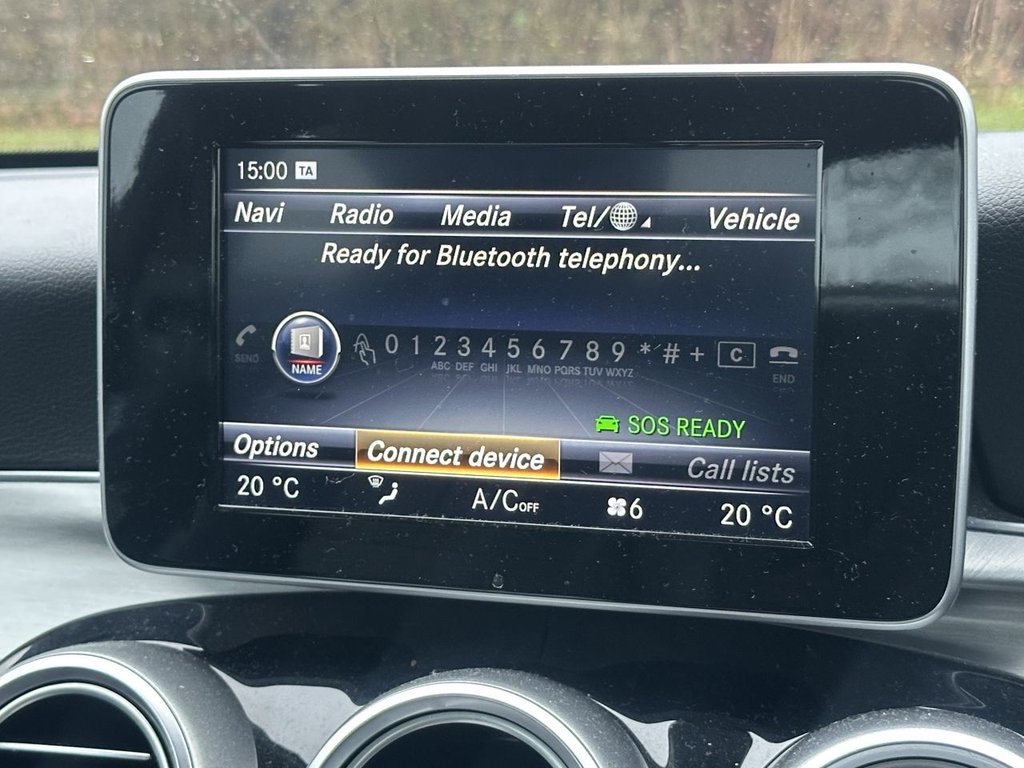 15:00 TA
Navi Radio Media Tel/ Vehicle
Ready for Bluetooth telephony...
SEND NAME 0 1 2 3 4 5 6 7 8 9 * # + C END
ABC DEF GHI JKL MNO PQRS TUV WXYZ
SOS READY
Options Connect device Call lists
20 °C A/C OFF 6 20 °C